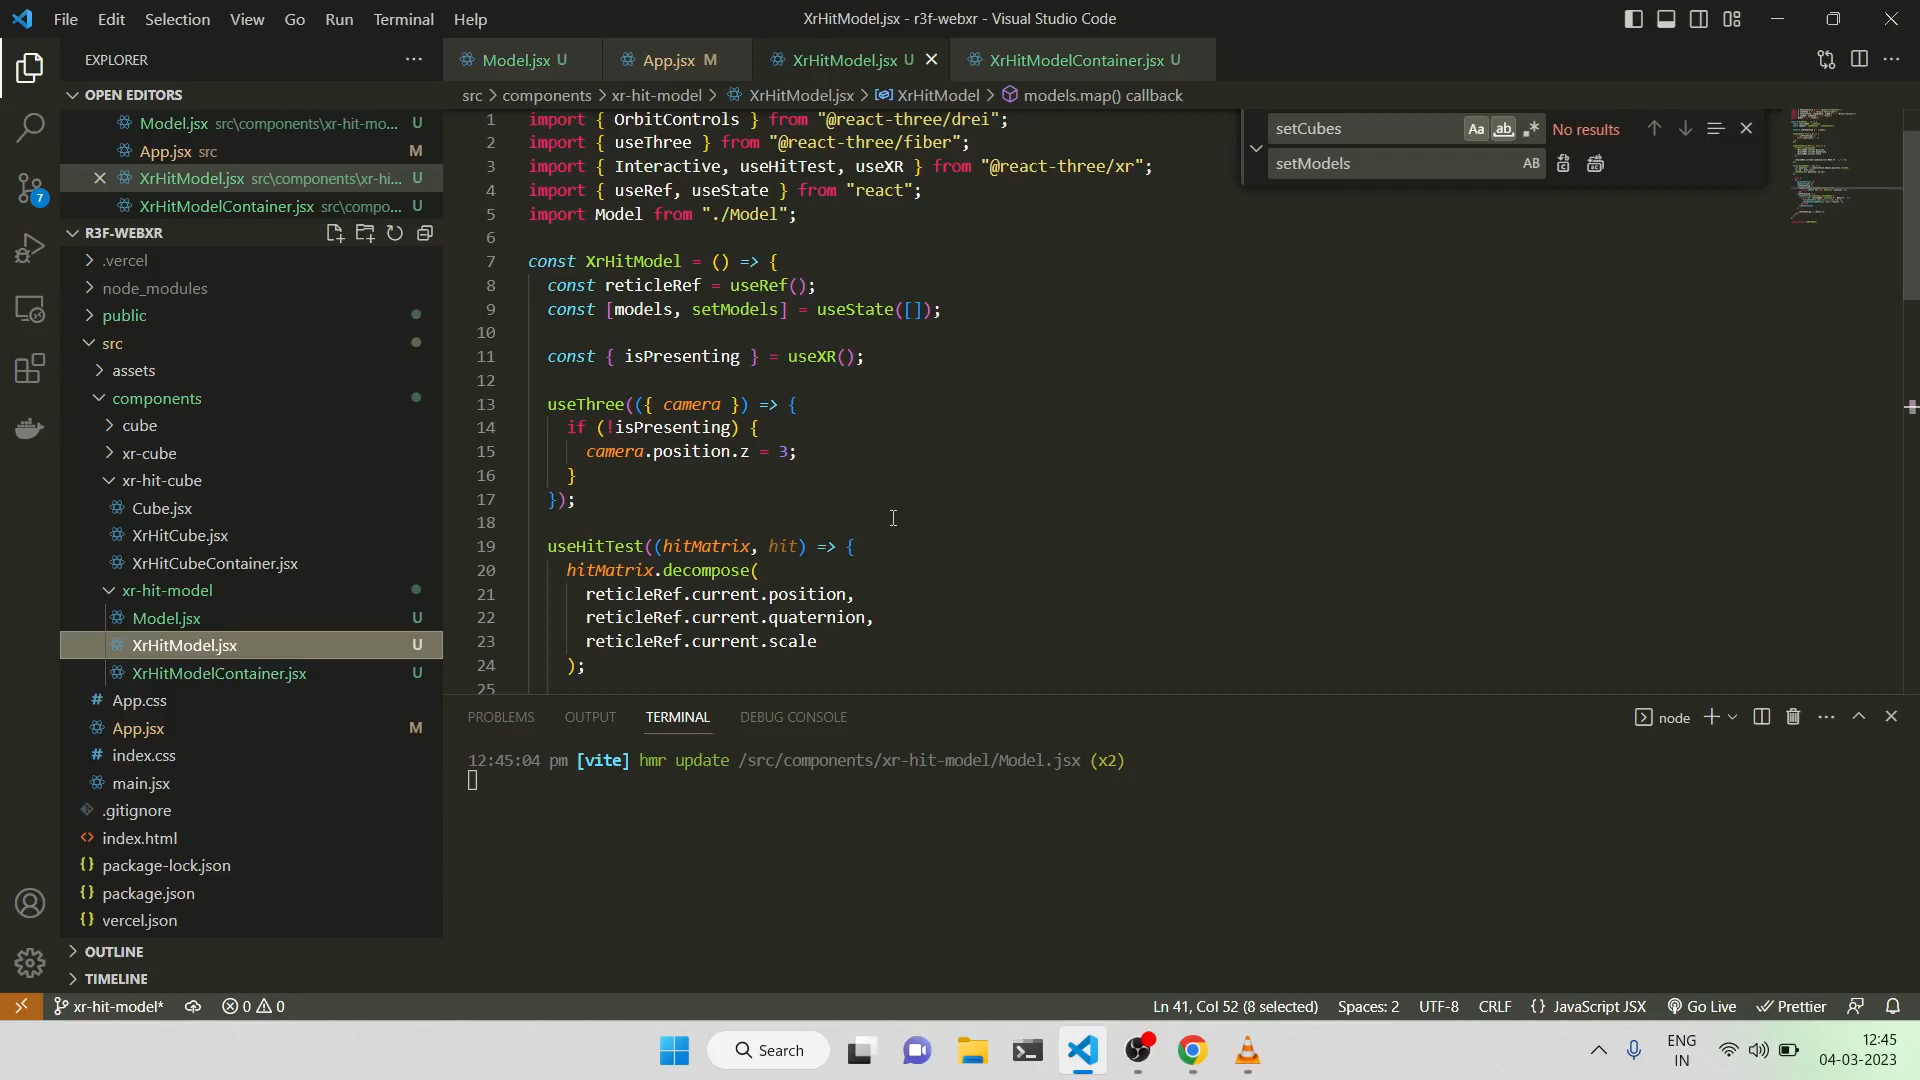 File Edit Selection View Go Run Terminal Help
XrHitModel.jsx - r3f-webxr - Visual Studio Code
EXPLORER
OPEN EDITORS
Model.jsx src\components\xr-hit-mo... U
App.jsx src M
XrHitModel.jsx src\components\xr-hi... U
XrHitModelContainer.jsx src\compo... U
7
R3F-WEBXR
.vercel
node_modules
public
src
assets
components
cube
xr-cube
xr-hit-cube
Cube.jsx
XrHitCube.jsx
XrHitCubeContainer.jsx
xr-hit-model
Model.jsx U
XrHitModel.jsx U
XrHitModelContainer.jsx U
App.css
App.jsx M
index.css
main.jsx
.gitignore
index.html
package-lock.json
package.json
vercel.json
OUTLINE
TIMELINE
Model.jsx U
App.jsx M
XrHitModel.jsx U
XrHitModelContainer.jsx U
src > components > xr-hit-model > XrHitModel.jsx > XrHitModel > models.map() callback
setCubes Aa ab No results
setModels AB
1 import { OrbitControls } from "@react-three/drei";
2 import { useThree } from "@react-three/fiber";
3 import { Interactive, useHitTest, useXR } from "@react-three/xr";
4 import { useRef, useState } from "react";
5 import Model from "./Model";
6
7 const XrHitModel = () => {
8 const reticleRef = useRef();
9 const [models, setModels] = useState([]);
10
11 const { isPresenting } = useXR();
12
13 useThree(({ camera }) => {
14 if (!isPresenting) {
15 camera.position.z = 3;
16 }
17 });
18
19 useHitTest((hitMatrix, hit) => {
20 hitMatrix.decompose(
21 reticleRef.current.position,
22 reticleRef.current.quaternion,
23 reticleRef.current.scale
24 );
25
PROBLEMS OUTPUT TERMINAL DEBUG CONSOLE
node
12:45:04 pm [vite] hmr update /src/components/xr-hit-model/Model.jsx (x2)
xr-hit-model* 0 0
Ln 41, Col 52 (8 selected) Spaces: 2 UTF-8 CRLF {} JavaScript JSX Go Live Prettier
Search
ENG
IN
12:45
04-03-2023